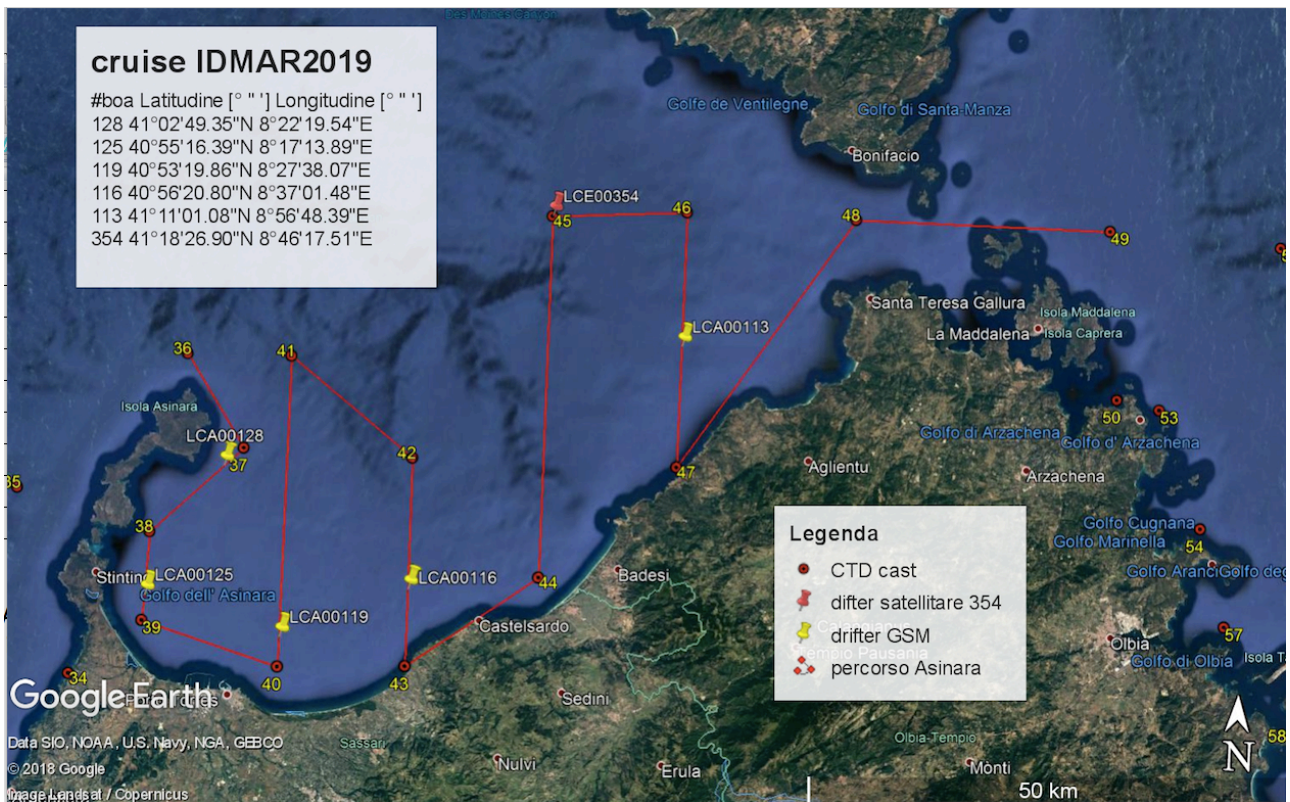 cruise IDMAR2019
#boa Latitudine [° " '] Longitudine [° " ']
128 41°02'49.35"N 8°22'19.54"E
125 40°55'16.39"N 8°17'13.89"E
119 40°53'19.86"N 8°27'38.07"E
116 40°56'20.80"N 8°37'01.48"E
113 41°11'01.08"N 8°56'48.39"E
354 41°18'26.90"N 8°46'17.51"E
Golfe de Ventilegne
Golfo di Santa-Manza
Bonifacio
LCE00354
45
46
48
49
Santa Teresa Gallura
Isola Maddalena
La Maddalena
Isola Caprera
LCA00113
36
41
Isola Asinara
LCA00128
37
42
50
53
Golfo di Arzachena
Golfo d' Arzachena
47
Aglientu
Arzachena
35
38
Golfo Cugnana
Golfo Marinella
54
Stintino
LCA00125
Golfo dell' Asinara
LCA00116
44
Badesi
Golfo Aranci
LCA00119
39
Castelsardo
57
Olbia
Golfo di Olbia
Isola
34
40
43
Legenda
CTD cast
difter satellitare 354
drifter GSM
Tempio Pausania
percorso Asinara
Google Earth
Sedini
Data SIO, NOAA, U.S. Navy, NGA, GEBCO
Sassari
Olbia-Tempio
58
N
© 2018 Google
Nulvi
Erula
Monti
Image Landsat / Copernicus
50 km